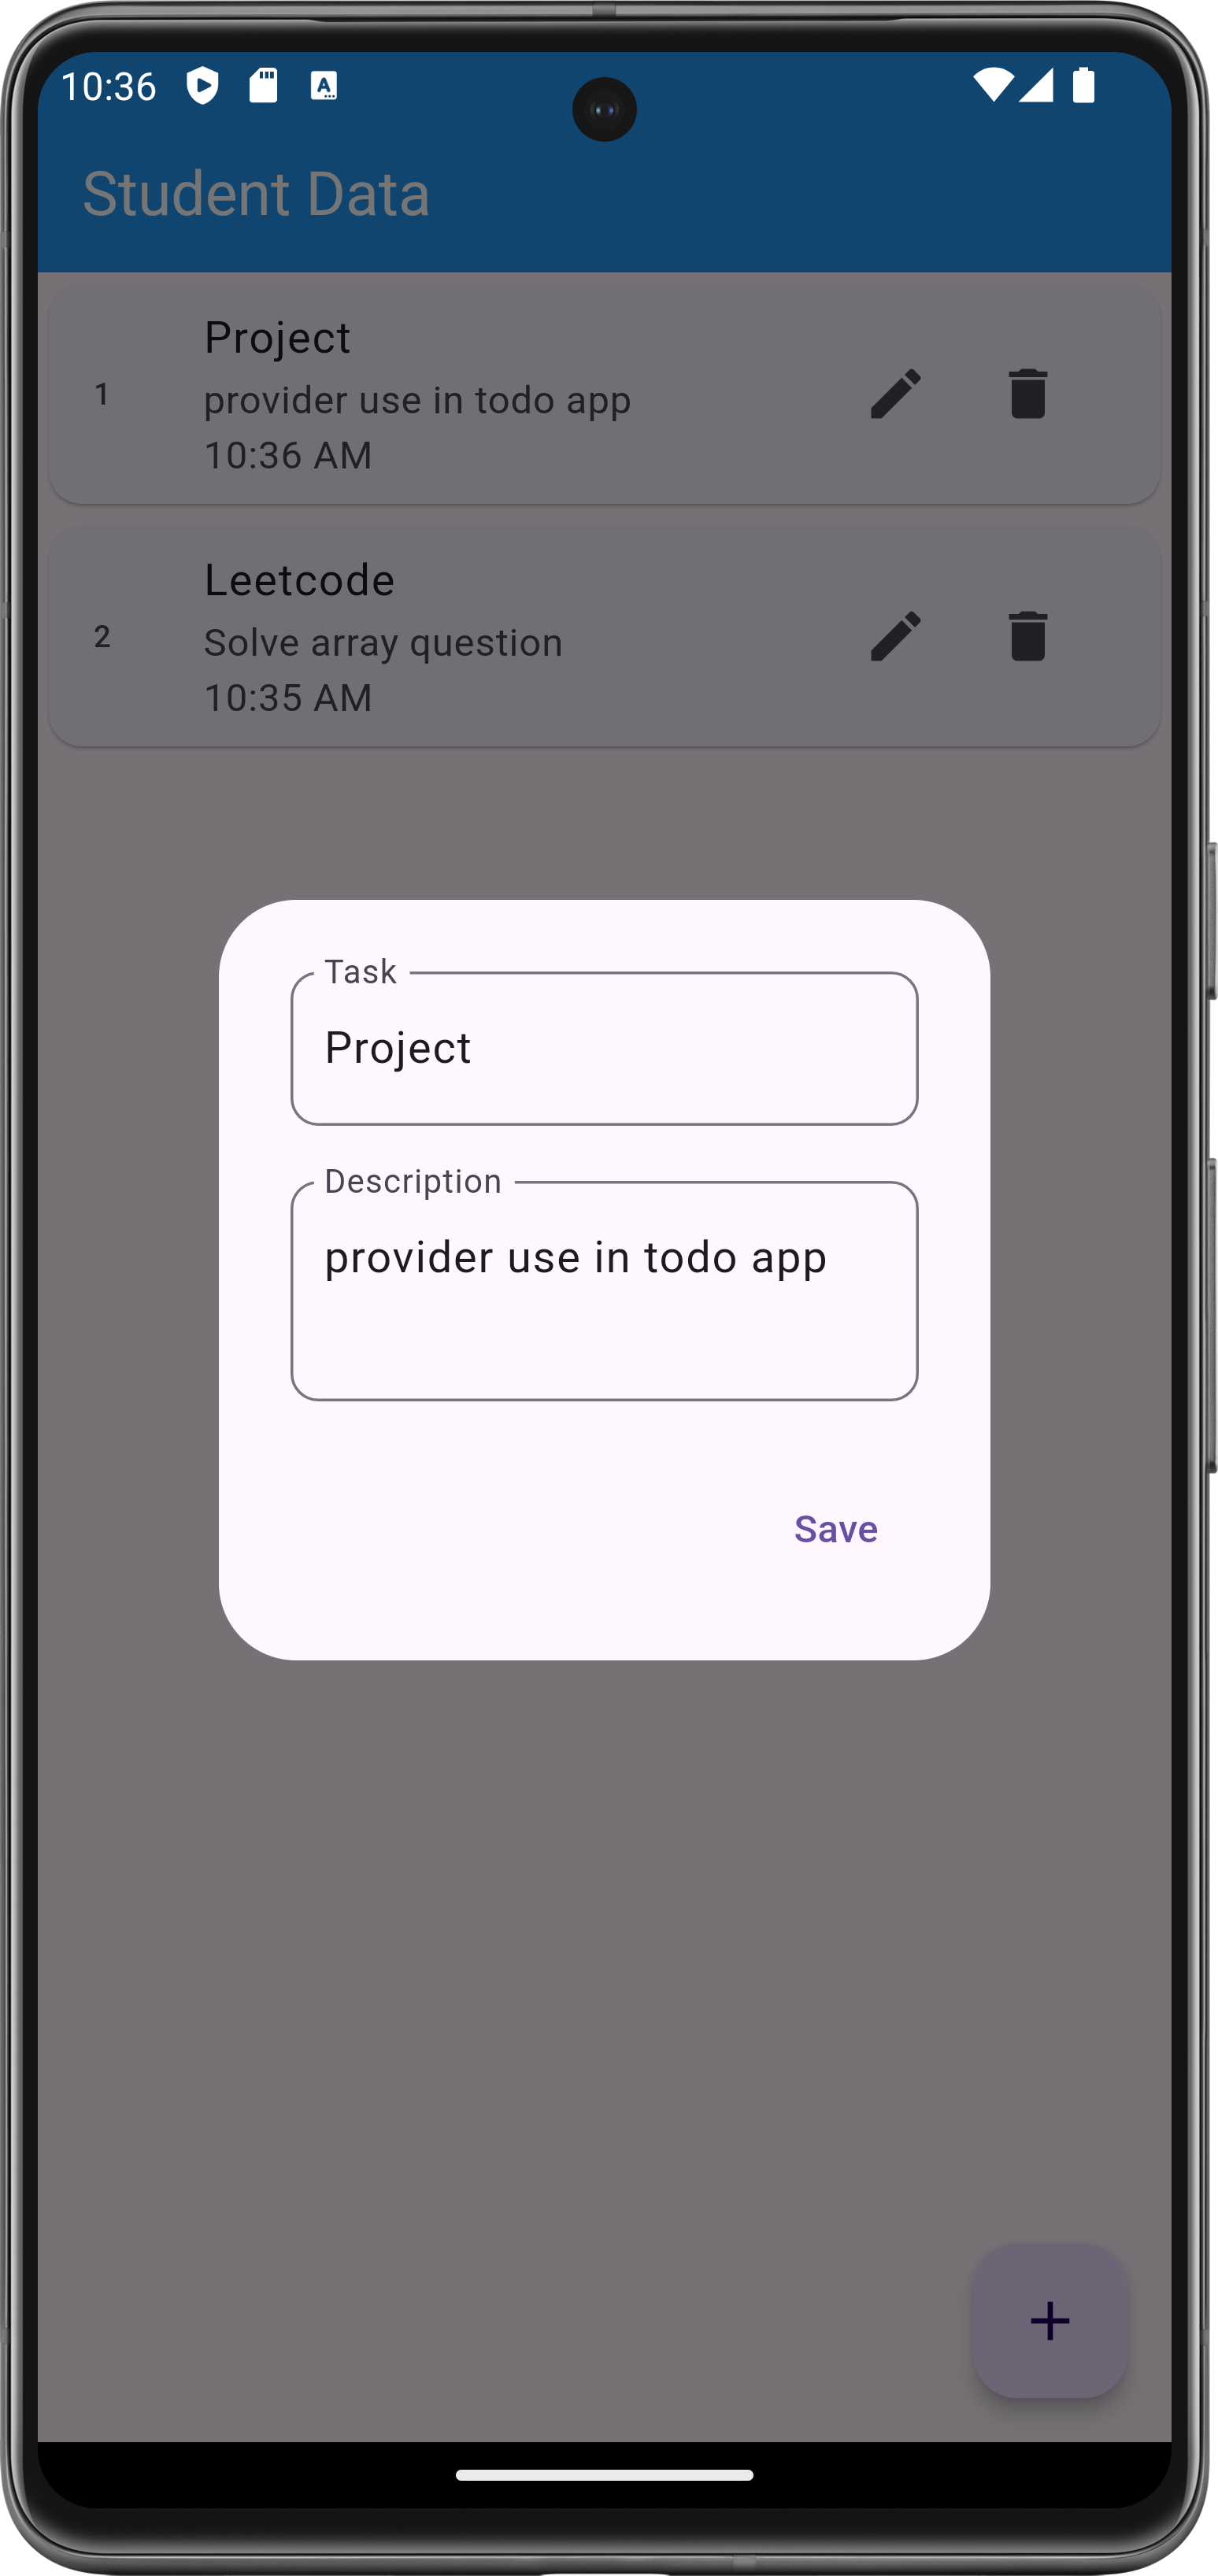 10:36
Student Data
1
Project
provider use in todo app
10:36 AM
2
Leetcode
Solve array question
10:35 AM
Task
Project
Description
provider use in todo app
Save